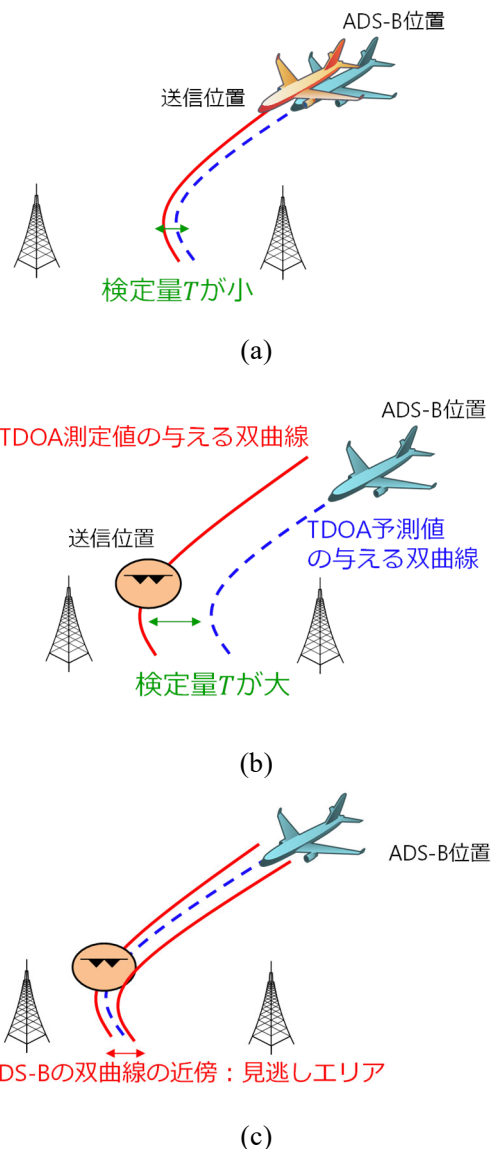 ADS-B位置
送信位置
検定量Tが小
(a)
ADS-B位置
TDOA測定値の与える双曲線
送信位置
TDOA予測値
の与える双曲線
検定量Tが大
(b)
ADS-B位置
DS-Bの双曲線の近傍：見逃しエリア
(c)